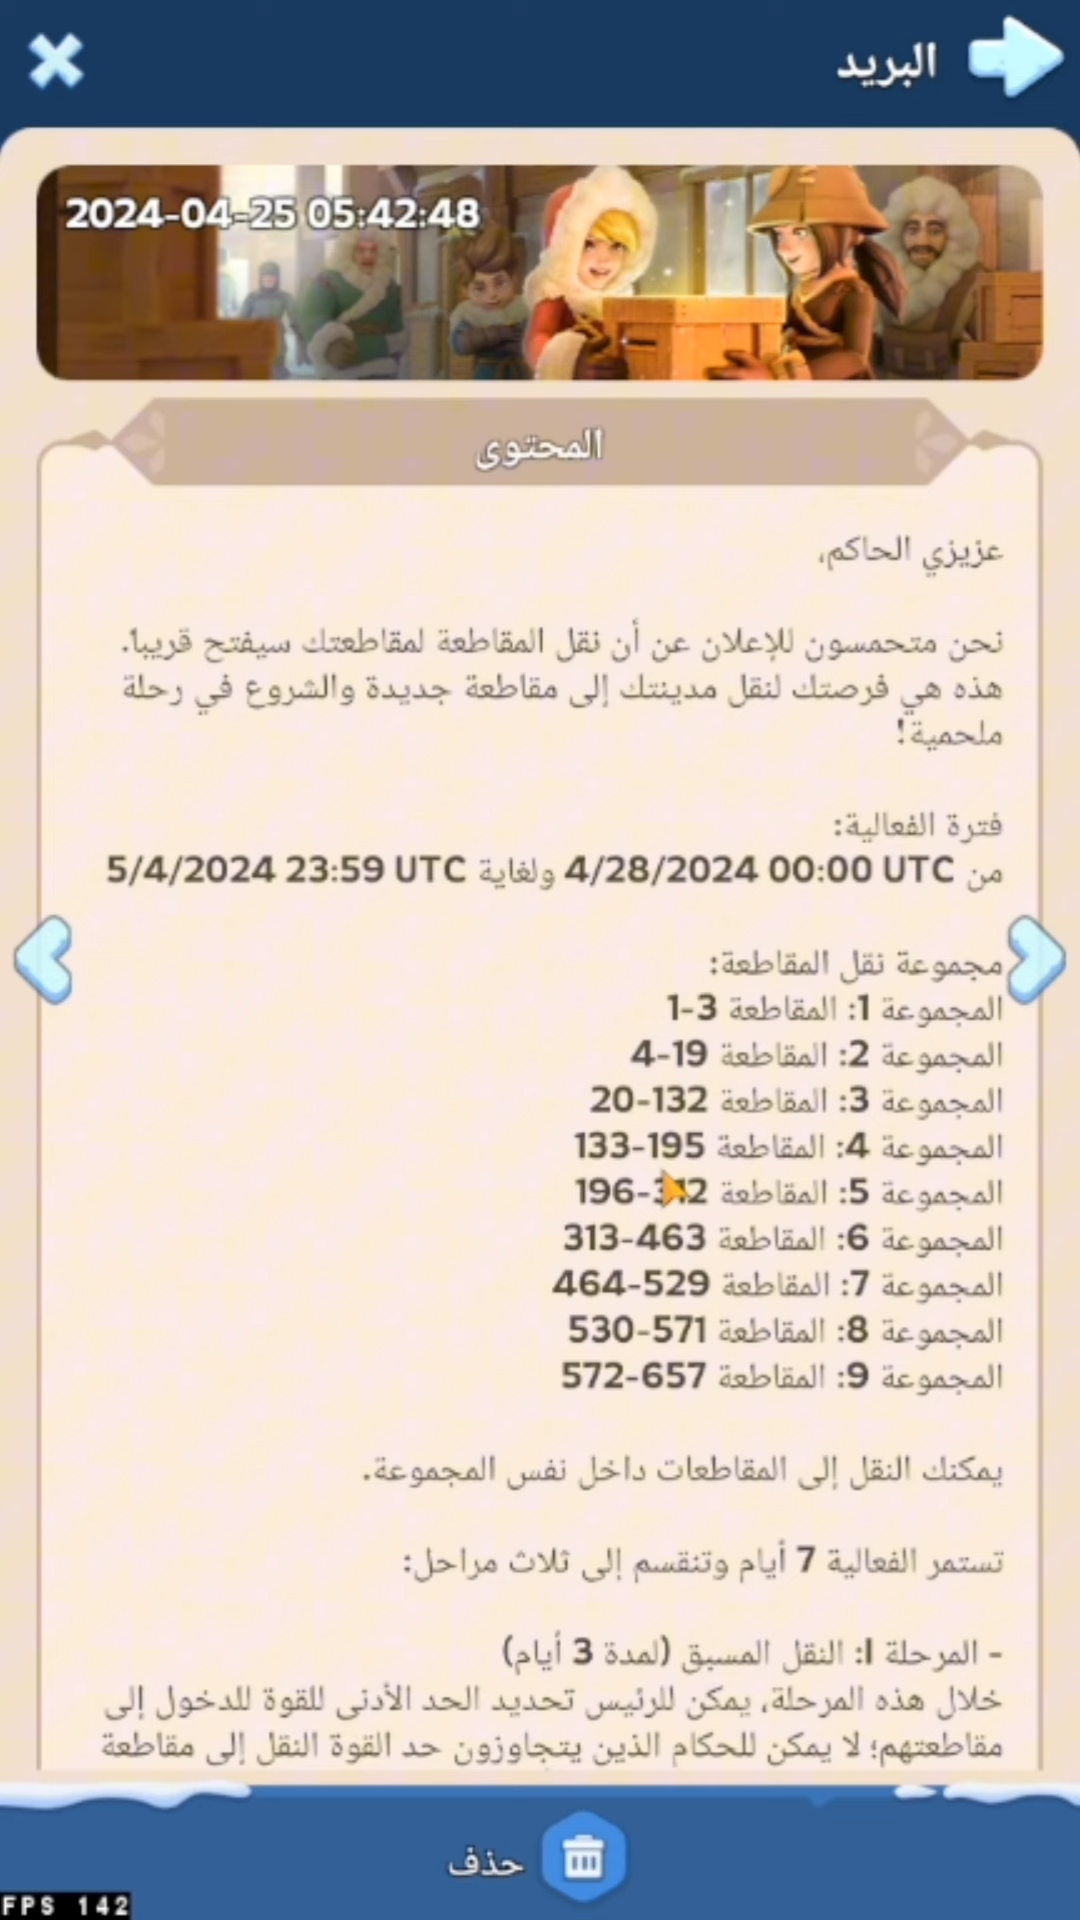 البريد
2024-04-25 05:42:48
المحتوى
عزيزي الحاكم،
نحن متحمسون للإعلان عن أن نقل المقاطعة لمقاطعتك سيفتح قريبا.
هذه هي فرصتك لنقل مدينتك إلى مقاطعة جديدة والشروع في رحلة
ملحمية!
فترة الفعالية:
من 4/28/2024 00:00 UTC ولغاية 5/4/2024 23:59 UTC
مجموعة نقل المقاطعة:
المجموعة 1: المقاطعة 1-3
المجموعة 2: المقاطعة 4-19
المجموعة 3: المقاطعة 20-132
المجموعة 4: المقاطعة 133-195
المجموعة 5: المقاطعة 196-312
المجموعة 6: المقاطعة 313-463
المجموعة 7: المقاطعة 464-529
المجموعة 8: المقاطعة 530-571
المجموعة 9: المقاطعة 572-657
يمكنك النقل إلى المقاطعات داخل نفس المجموعة.
تستمر الفعالية 7 أيام وتنقسم إلى ثلاث مراحل:
- المرحلة I: النقل المسبق (لمدة 3 أيام)
خلال هذه المرحلة، يمكن للرئيس تحديد الحد الأدنى للقوة للدخول إلى
مقاطعتهم؛ لا يمكن للحكام الذين يتجاوزون حد القوة النقل إلى مقاطعة
حذف
FPS 142